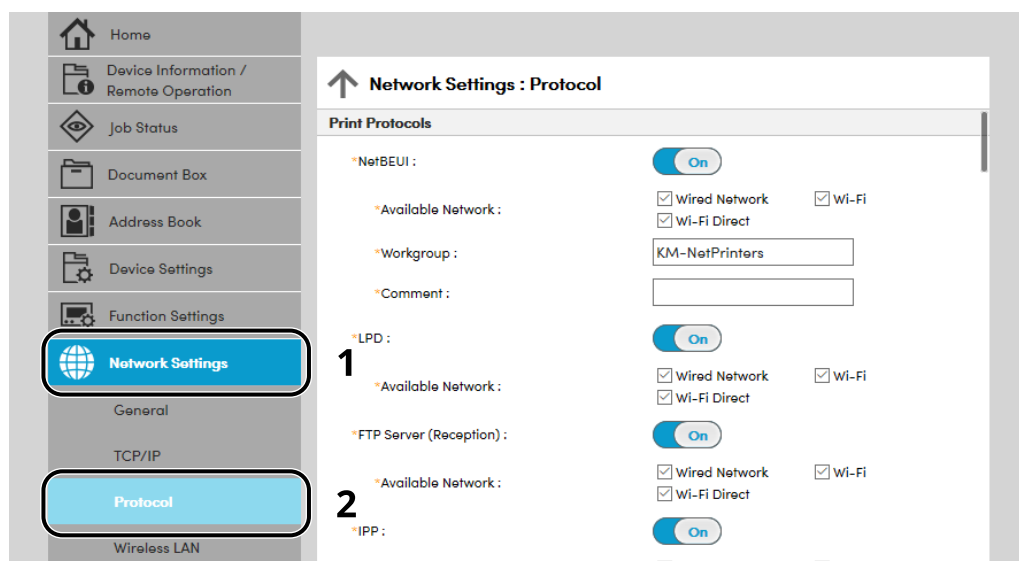 Home
Device Information /
Remote Operation
Job Status
Document Box
Address Book
Device Settings
Function Settings
Network Settings
1
General
TCP/IP
Protocol
2
Wireless LAN
Network Settings : Protocol
Print Protocols
*NetBEUI :
On
*Available Network :
Wired Network
Wi-Fi
Wi-Fi Direct
*Workgroup :
KM-NetPrinters
*Comment :
*LPD :
On
*Available Network :
Wired Network
Wi-Fi
Wi-Fi Direct
*FTP Server (Reception) :
On
*Available Network :
Wired Network
Wi-Fi
Wi-Fi Direct
*IPP :
On